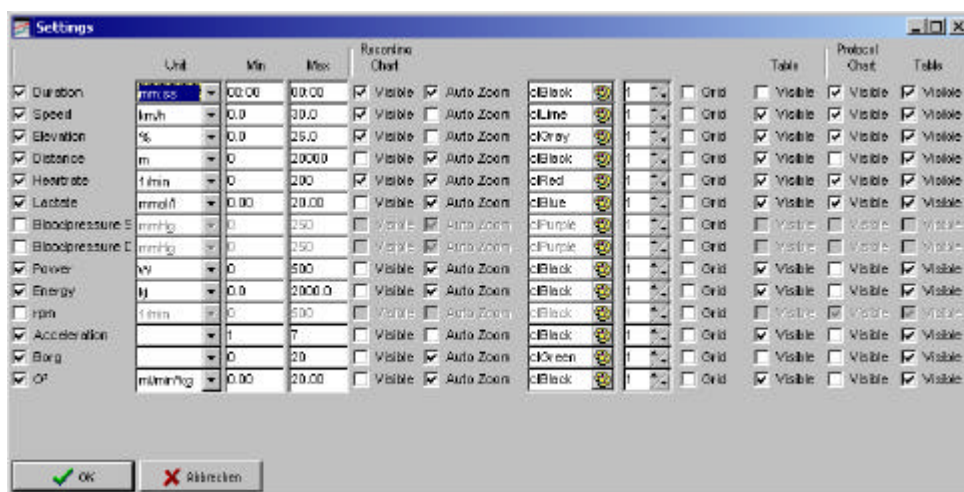 Settings
Recording Protocol
Unit Min Max Chart Table Chart Table
Duration mm:ss 00:00 00:00 Visible Auto Zoom clBlack 1 Grid Visible Visible Visible
Speed km/h 0.0 30.0 Visible Auto Zoom clLime 1 Grid Visible Visible Visible
Elevation % 0.0 25.0 Visible Auto Zoom clGray 1 Grid Visible Visible Visible
Distance m 0 20000 Visible Auto Zoom clBlack 1 Grid Visible Visible Visible
Heartrate 1/min 0 200 Visible Auto Zoom clRed 1 Grid Visible Visible Visible
Lactate mmol/l 0.00 20.00 Visible Auto Zoom clBlue 1 Grid Visible Visible Visible
Bloodpressure S mmHg 0 250 Visible Auto Zoom clPurple 1 Grid Visible Visible Visible
Bloodpressure D mmHg 0 250 Visible Auto Zoom clPurple 1 Grid Visible Visible Visible
Power W 0 500 Visible Auto Zoom clBlack 1 Grid Visible Visible Visible
Energy kj 0.0 2000.0 Visible Auto Zoom clBlack 1 Grid Visible Visible Visible
rpm 1/min 0 500 Visible Auto Zoom clBlack 1 Grid Visible Visible Visible
Acceleration 1 7 Visible Auto Zoom clBlack 1 Grid Visible Visible Visible
Borg 0 20 Visible Auto Zoom clGreen 1 Grid Visible Visible Visible
O² ml/min/kg 0.00 20.00 Visible Auto Zoom clBlack 1 Grid Visible Visible Visible
OK Abbrechen